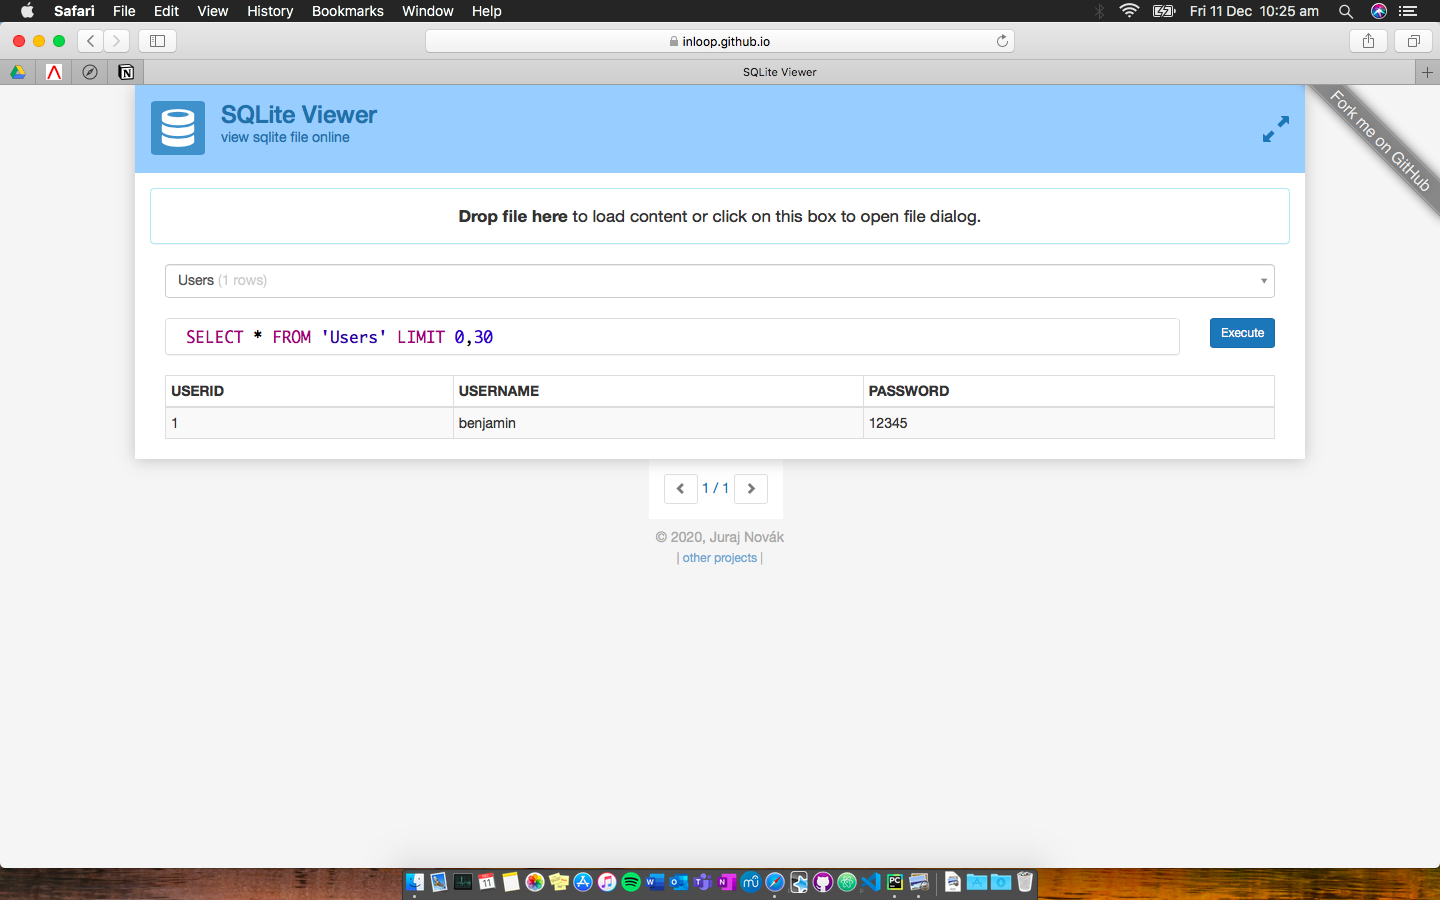 Safari File Edit View History Bookmarks Window Help Fri 11 Dec 10:25 am
inloop.github.io
SQLite Viewer
SQLite Viewer
view sqlite file online
Fork me on GitHub
Drop file here to load content or click on this box to open file dialog.
Users (1 rows)
SELECT * FROM 'Users' LIMIT 0,30
Execute
USERID USERNAME PASSWORD
1 benjamin 12345
1 / 1
© 2020, Juraj Novák
| other projects |